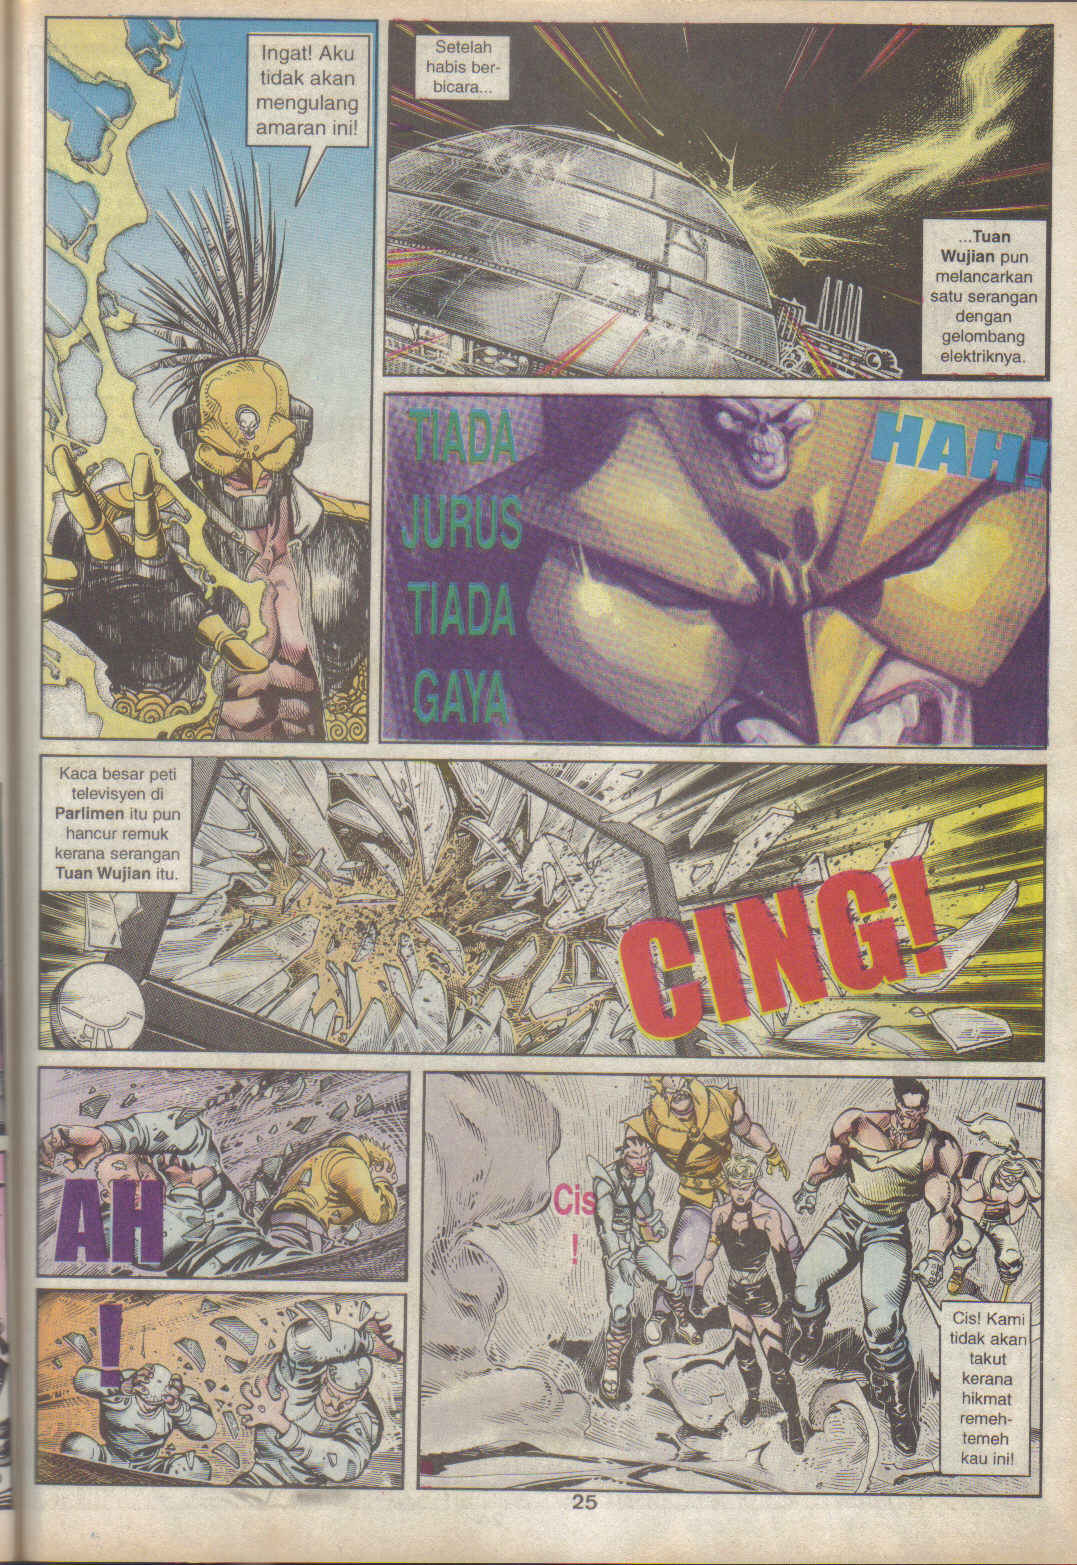 Ingat! Aku
tidak akan
mengulang
amaran ini!
Setelah
habis ber-
bicara...
...Tuan
Wujian pun
melancarkan
satu serangan
dengan
gelombang
elektriknya.
TIADA
JURUS
TIADA
GAYA
HAH!
Kaca besar peti
televisyen di
Parlimen itu pun
hancur remuk
kerana serangan
Tuan Wujian itu.
CING!
AH
!
Cis
!
Cis! Kami
tidak akan
takut
kerana
hikmat
remeh-
temeh
kau ini!
25